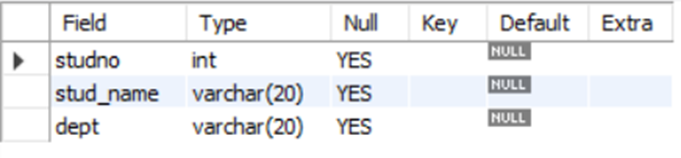 Field Type Null Key Default Extra
studno int YES NULL
stud_name varchar(20) YES NULL
dept varchar(20) YES NULL